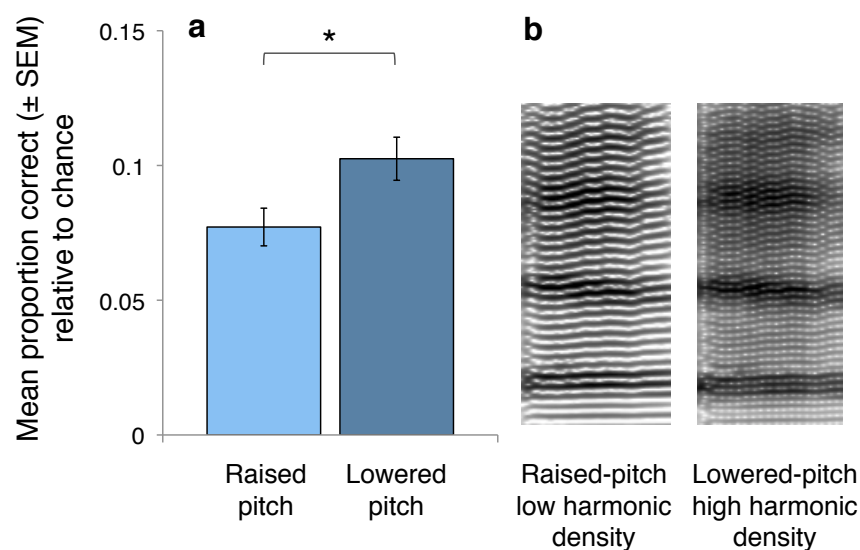 a
b
Mean proportion correct (± SEM)
relative to chance
0.15
0.1
0.05
0
*
Raised
pitch
Lowered
pitch
Raised-pitch
low harmonic
density
Lowered-pitch
high harmonic
density